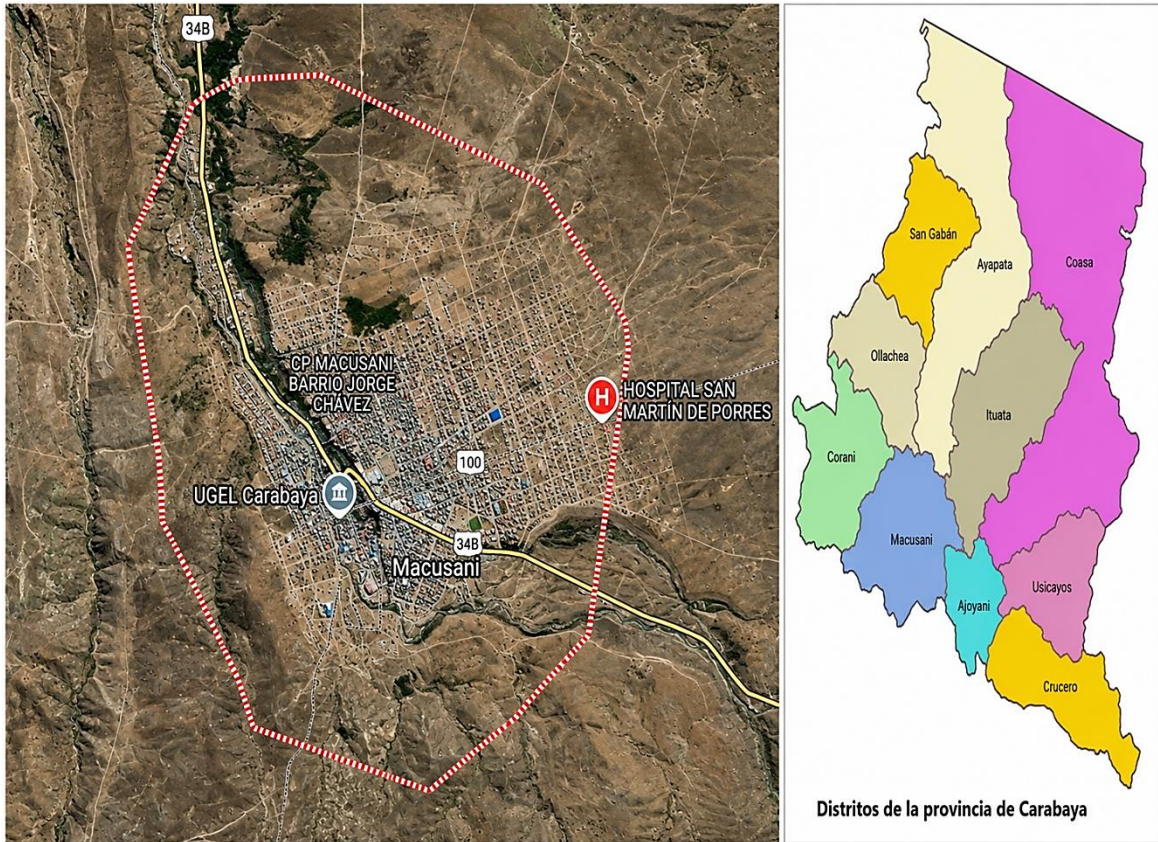 34B
CP MACUSANI
BARRIO JORGE
CHÁVEZ
HOSPITAL SAN
MARTÍN DE PORRES
H
100
UGEL Carabaya
34B
Macusani
San Gabán
Ayapata
Coasa
Ollachea
Ituata
Corani
Macusani
Usicayos
Ajoyani
Crucero
Distritos de la provincia de Carabaya